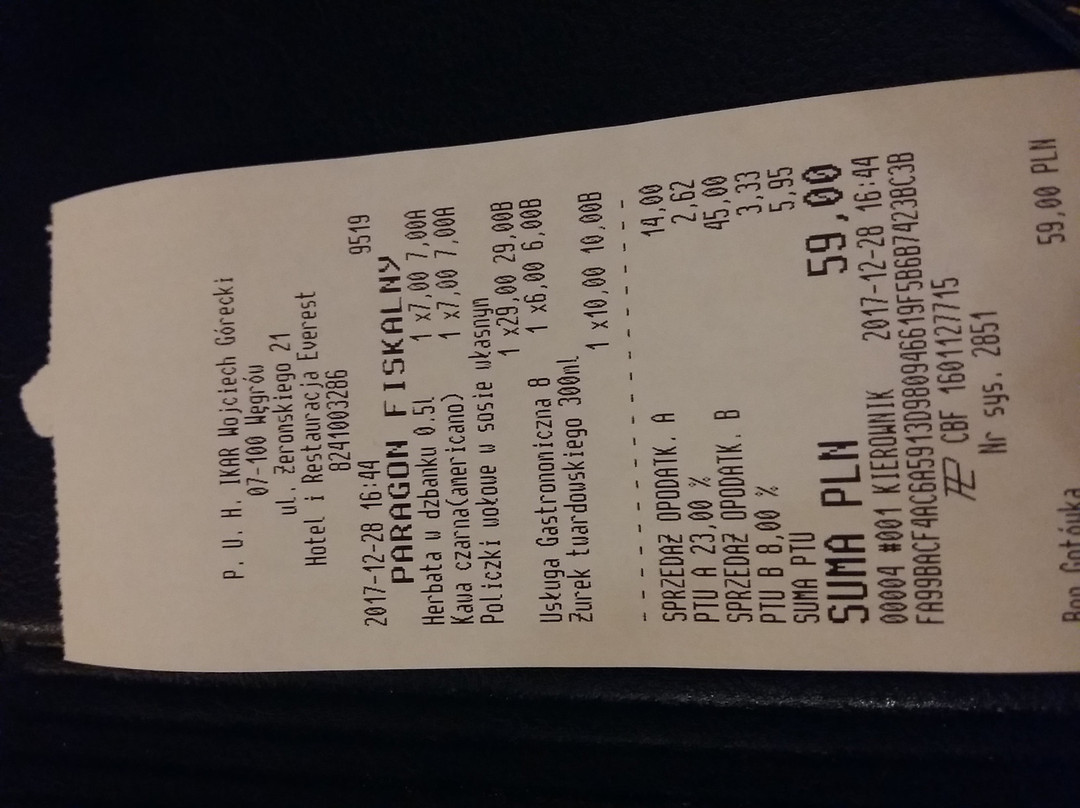 P. U. H. IKAR Wojciech Górecki
07-100 Węgrów
ul. Żeromskiego 21
Hotel i Restauracja Everest
8241003286
2017-12-28 16:44 9519
PARAGON FISKALNY
Herbata w dzbanku 0.5l 1 x7,00 7,00A
Kawa czarna(americano) 1 x7,00 7,00A
Policzki wołowe w sosie własnym
1 x29,00 29,00B
Usługa Gastronomiczna 8 1 x6,00 6,00B
Żurek twardowskiego 300ml
1 x10,00 10,00B
SPRZEDAŻ OPODATK. A 14,00
PTU A 23,00 % 2,62
SPRZEDAŻ OPODATK. B 45,00
PTU B 8,00 % 3,33
SUMA PTU 5,95
SUMA PLN 59,00
00004 #001 KIEROWNIK 2017-12-28 16:44
FA99BACF4AC6A5913D980946619F5B6B7423BC3B
CBF 1601127715
Nr sys. 2851
Bon Gotówka 59,00 PLN